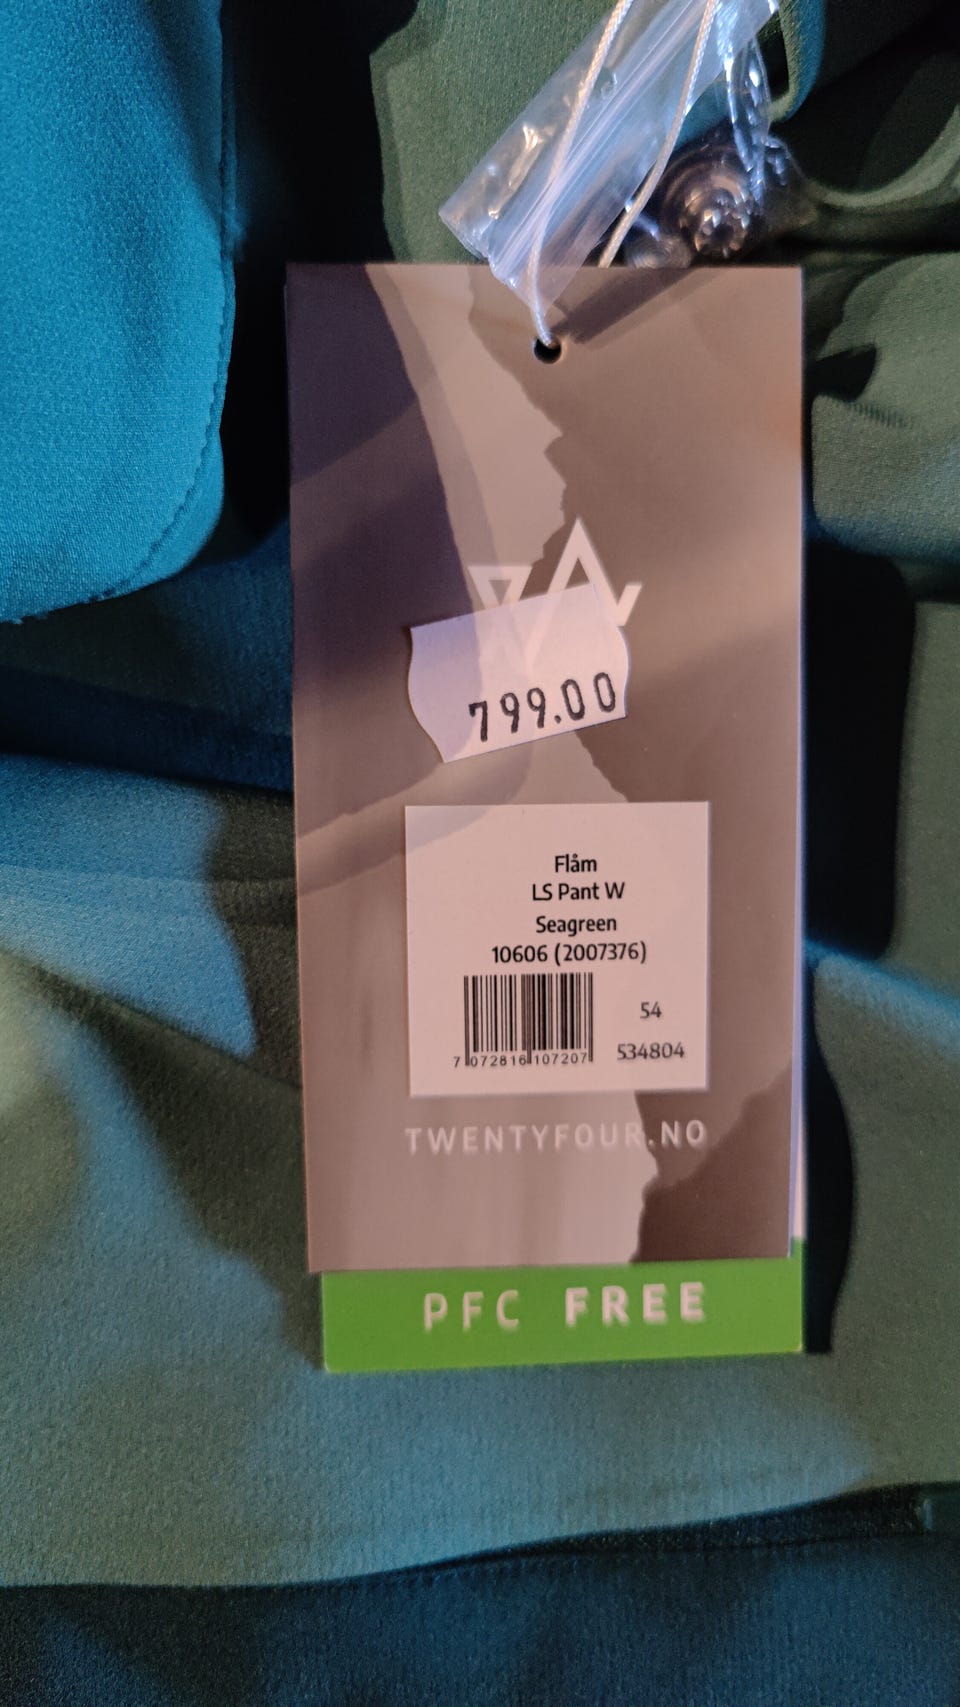 799.00
Flåm
LS Pant W
Seagreen
10606 (2007376)
54
7 072816 107207
534804
TWENTYFOUR.NO
PFC FREE